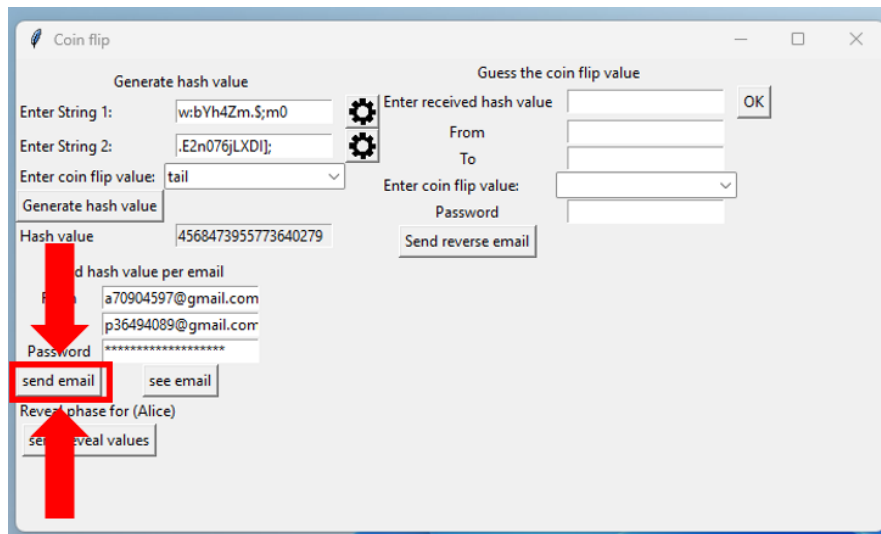 Coin flip
Generate hash value
Enter String 1: w:bYh4Zm.$;m0
Enter String 2: .E2n076jLXDI];
Enter coin flip value: tail
Generate hash value
Hash value 4568473955773640279
hash value per email
a70904597@gmail.com
p36494089@gmail.com
Password *******************
send email see email
Reveal phase for (Alice)
values
Guess the coin flip value
Enter received hash value OK
From
To
Enter coin flip value:
Password
Send reverse email